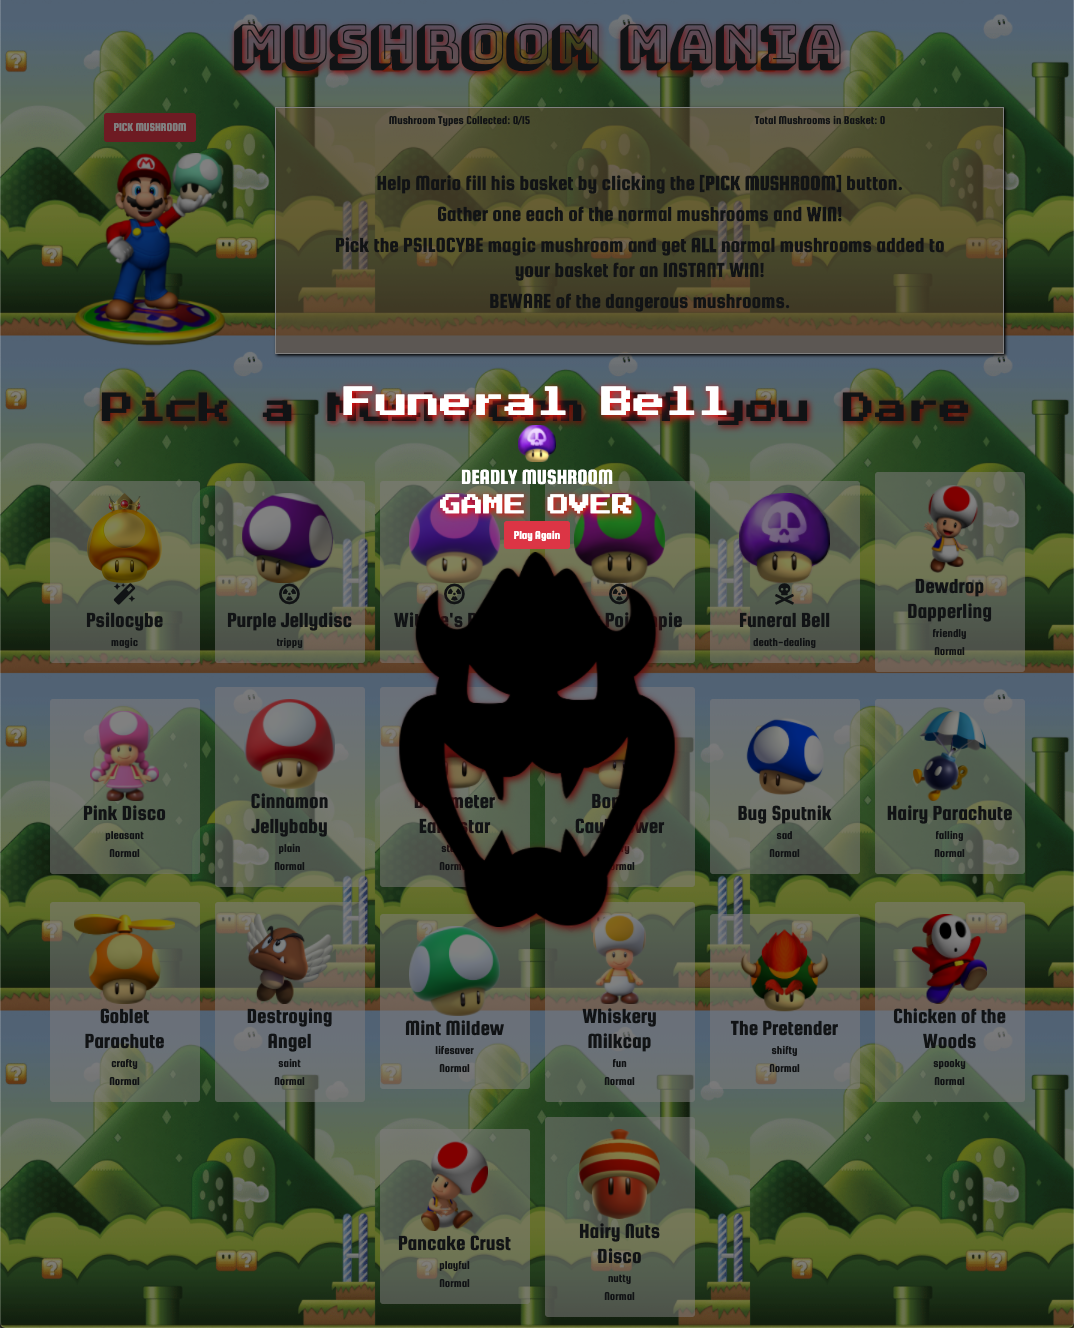 MUSHROOM MANIA
PICK MUSHROOM
Mushroom Types Collected: 0/15
Total Mushrooms in Basket: 0
Help Mario fill his basket by clicking the [PICK MUSHROOM] button.
Gather one each of the normal mushrooms and WIN!
Pick the PSILOCYBE magic mushroom and get ALL normal mushrooms added to
your basket for an INSTANT WIN!
BEWARE of the dangerous mushrooms.
Pick a you Dare
Funeral Bell
DEADLY MUSHROOM
GAME OVER
Play Again
Psilocybe
magic
Purple Jellydisc
trippy
Funeral Bell
death-dealing
Dewdrop
Dapperling
friendly
Normal
Pink Disco
pleasant
Normal
Cinnamon
Jellybaby
plain
Normal
Bug Sputnik
sad
Normal
Hairy Parachute
falling
Normal
Goblet
Parachute
crafty
Normal
Destroying
Angel
saint
Normal
Mint Mildew
lifesaver
Normal
Whiskery
Milkcap
fun
Normal
The Pretender
shifty
Normal
Chicken of the
Woods
spooky
Normal
Pancake Crust
playful
Normal
Hairy Nuts
Disco
nutty
Normal